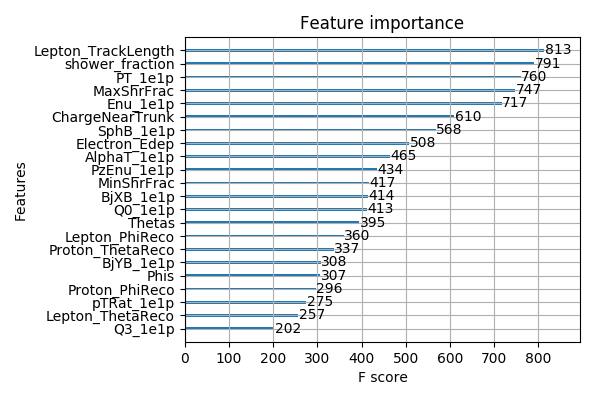 Feature importance
Features
Lepton_TrackLength 813
shower_fraction 791
PT_1e1p 760
MaxShrFrac 747
Enu_1e1p 717
ChargeNearTrunk 610
SphB_1e1p 568
Electron_Edep 508
AlphaT_1e1p 465
PzEnu_1e1p 434
MinShrFrac 417
BjXB_1e1p 414
Q0_1e1p 413
Thetas 395
Lepton_PhiReco 360
Proton_ThetaReco 337
BjYB_1e1p 308
Phis 307
Proton_PhiReco 296
pTRat_1e1p 275
Lepton_ThetaReco 257
Q3_1e1p 202
0 100 200 300 400 500 600 700 800
F score